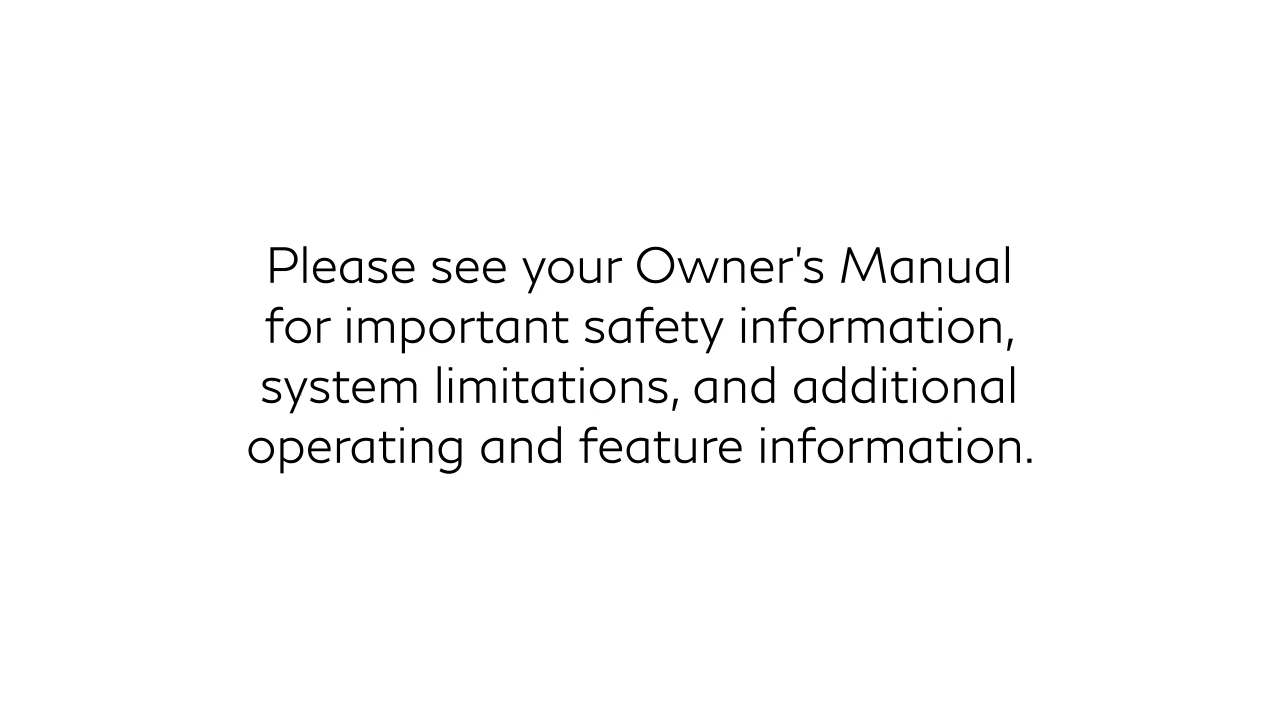 Please see your Owner's Manual
for important safety information,
system limitations, and additional
operating and feature information.